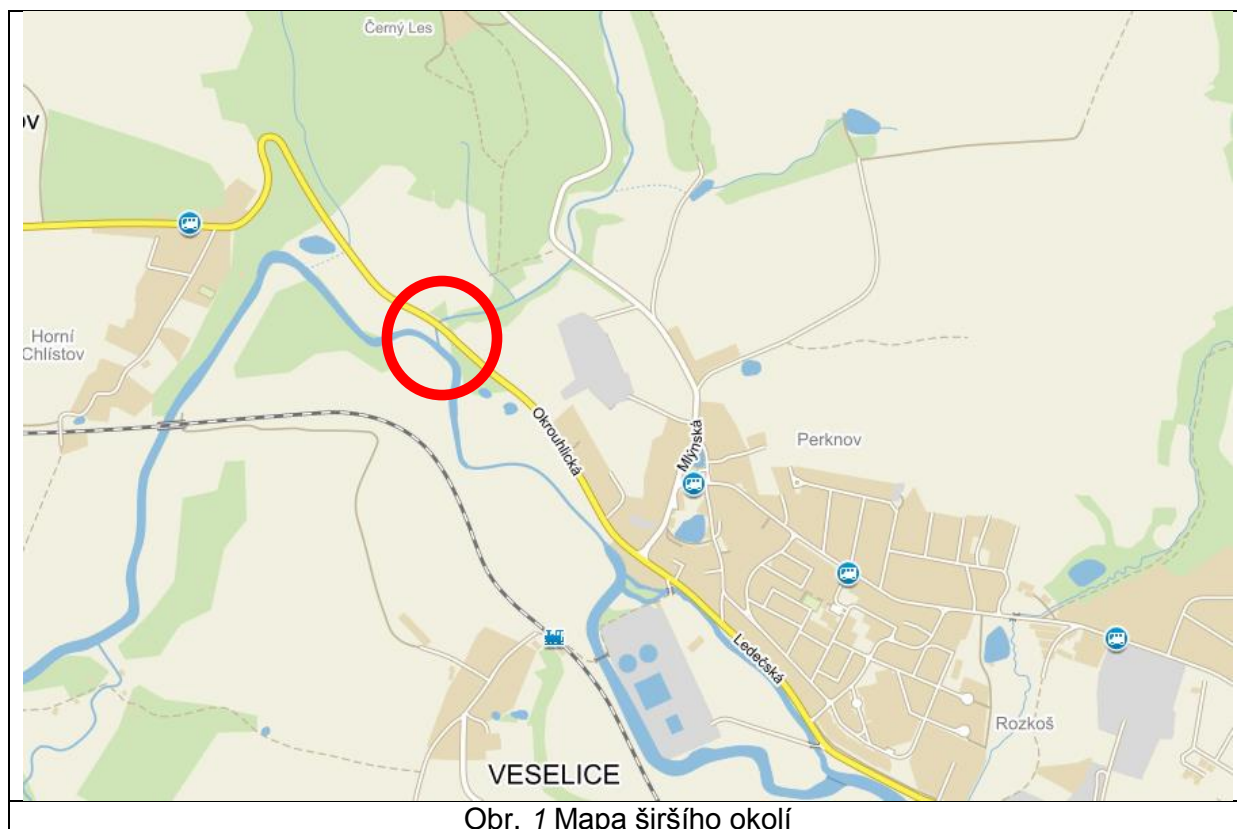 Černý Les
OV
Horní
Chlístov
Okrouhlická
Mlýnská
Perknov
Ledečská
Rozkoš
VESELICE
Obr. 1 Mapa širšího okolí